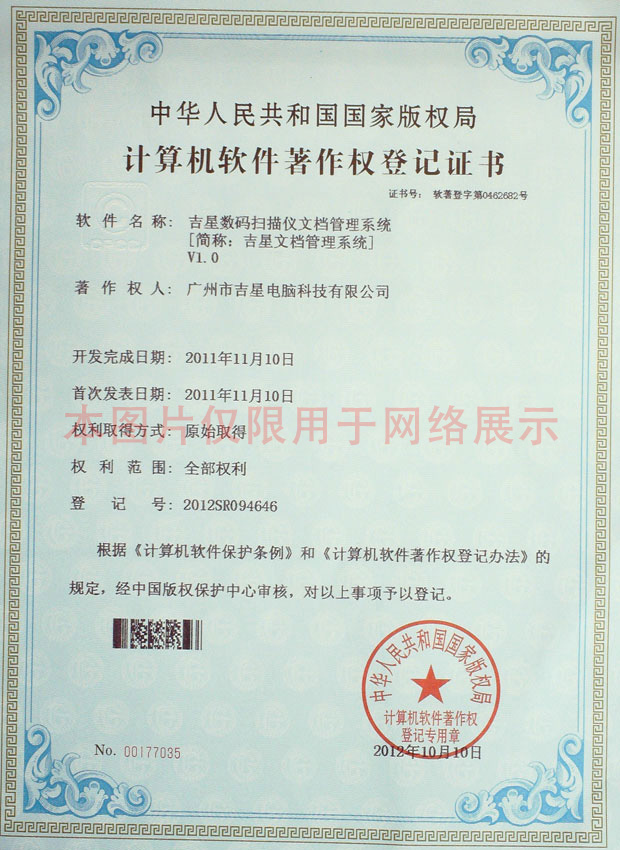 中华人民共和国国家版权局
计算机软件著作权登记证书
证书号： 软著登字第0462682号
软件名称： 吉星数码扫描仪文档管理系统
[简称：吉星文档管理系统]
V1.0
著作权人： 广州市吉星电脑科技有限公司
开发完成日期： 2011年11月10日
首次发表日期： 2011年11月10日
本图片仅限用于网络展示
权利取得方式： 原始取得
权利范围： 全部权利
登记号： 2012SR094646
根据《计算机软件保护条例》和《计算机软件著作权登记办法》的
规定，经中国版权保护中心审核，对以上事项予以登记。
中华人民共和国国家版权局
计算机软件著作权
登记专用章
No. 00177035
2012年10月10日
CPCC